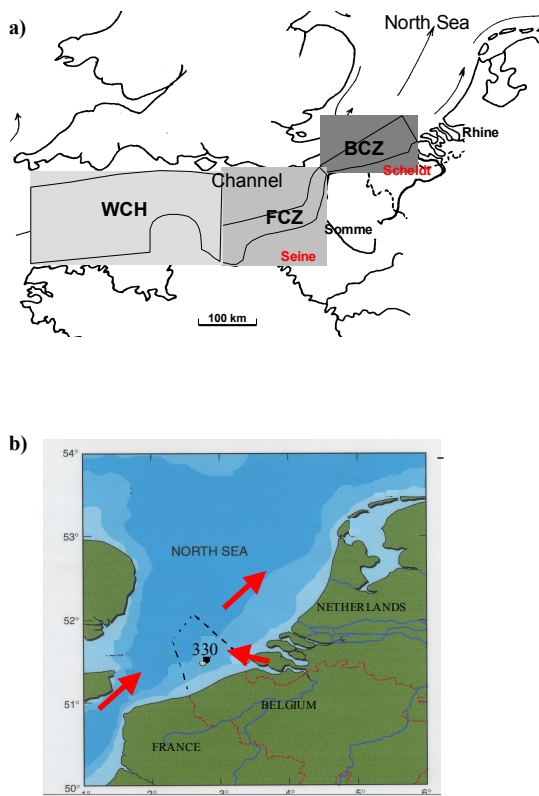 a)
North Sea
Rhine
BCZ
Scheldt
Channel
WCH
FCZ
Somme
Seine
100 km
b)
54°
53°
NORTH SEA
NETHERLANDS
52°
330
51°
BELGIUM
FRANCE
50°
1° 2° 3° 4° 5° 6°